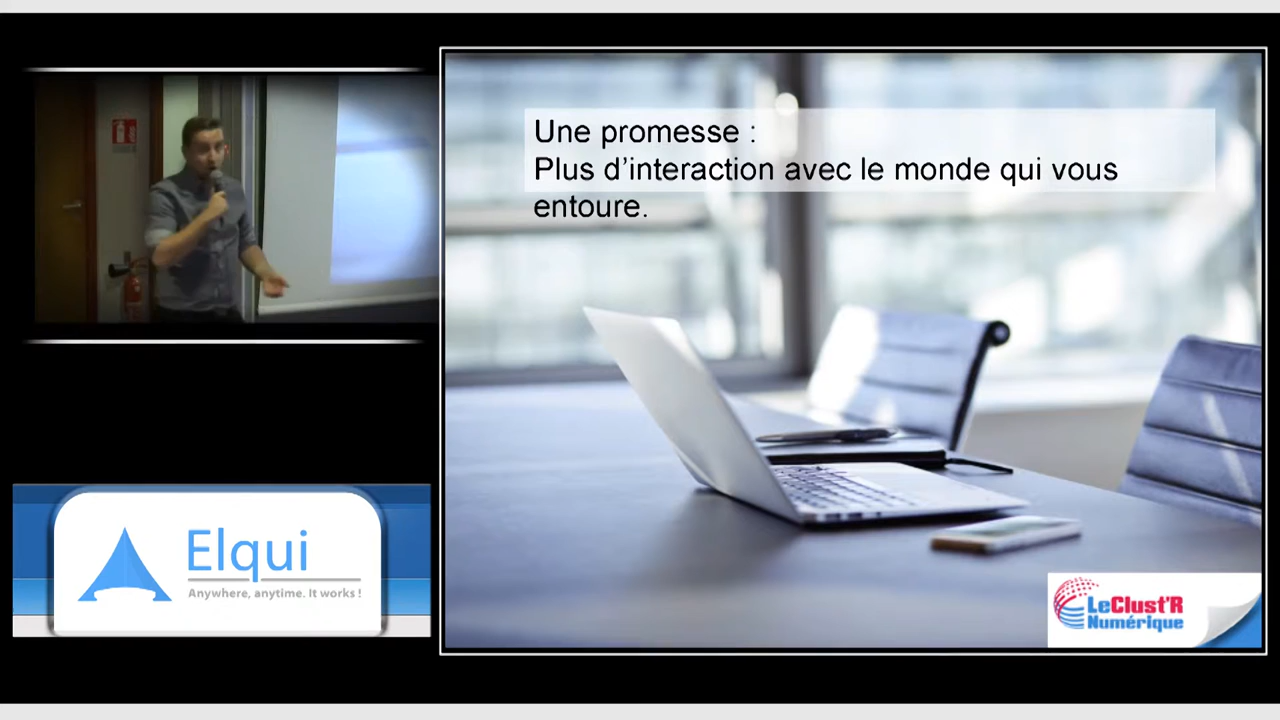 Une promesse :
Plus d’interaction avec le monde qui vous
entoure.
Elqui
Anywhere, anytime. It works !
LeClust'R
Numérique